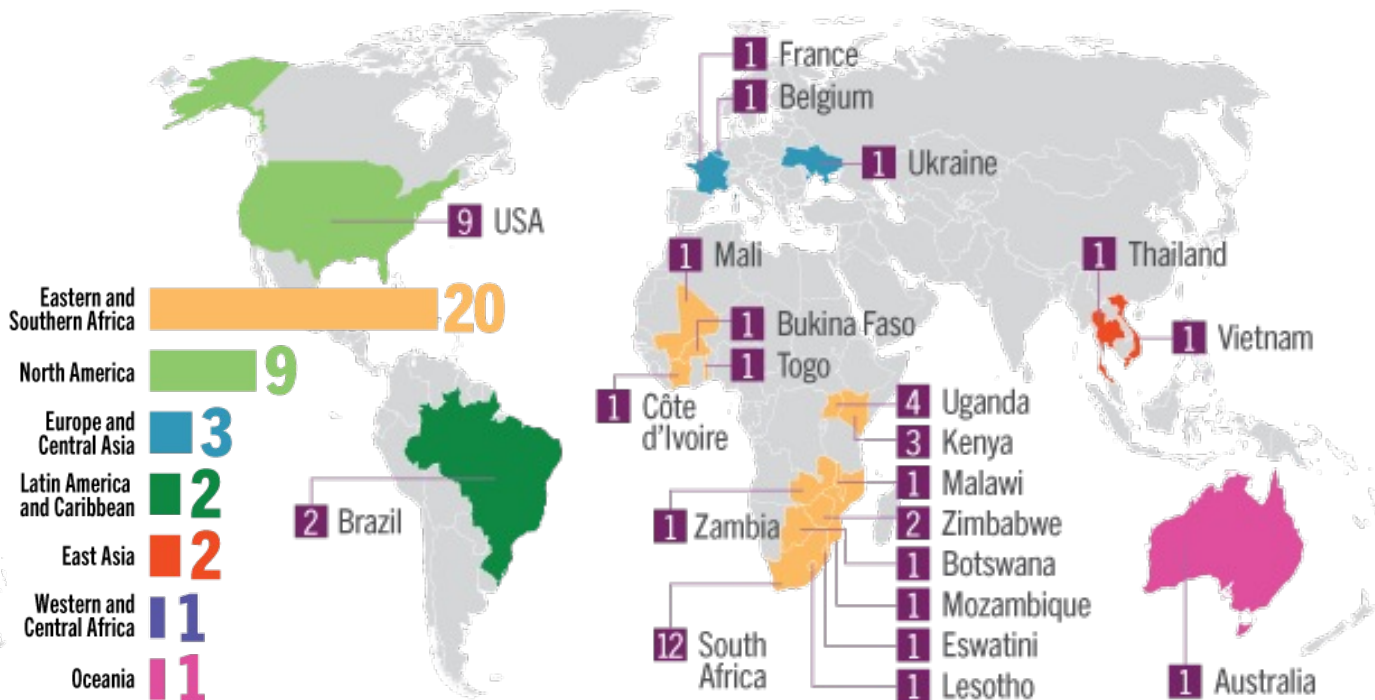 1 France
1 Belgium
1 Ukraine
9 USA
1 Mali
1 Thailand
Eastern and
Southern Africa
20
1 Bukina Faso
1 Vietnam
North America
9
1 Togo
1 Côte
d'Ivoire
4 Uganda
3 Kenya
Europe and
Central Asia
3
Latin America
and Caribbean
2
1 Malawi
2 Brazil
1 Zambia
2 Zimbabwe
East Asia
2
1 Botswana
Western and
Central Africa
1
1 Mozambique
12 South
Africa
1 Eswatini
Oceania
1
1 Lesotho
1 Australia